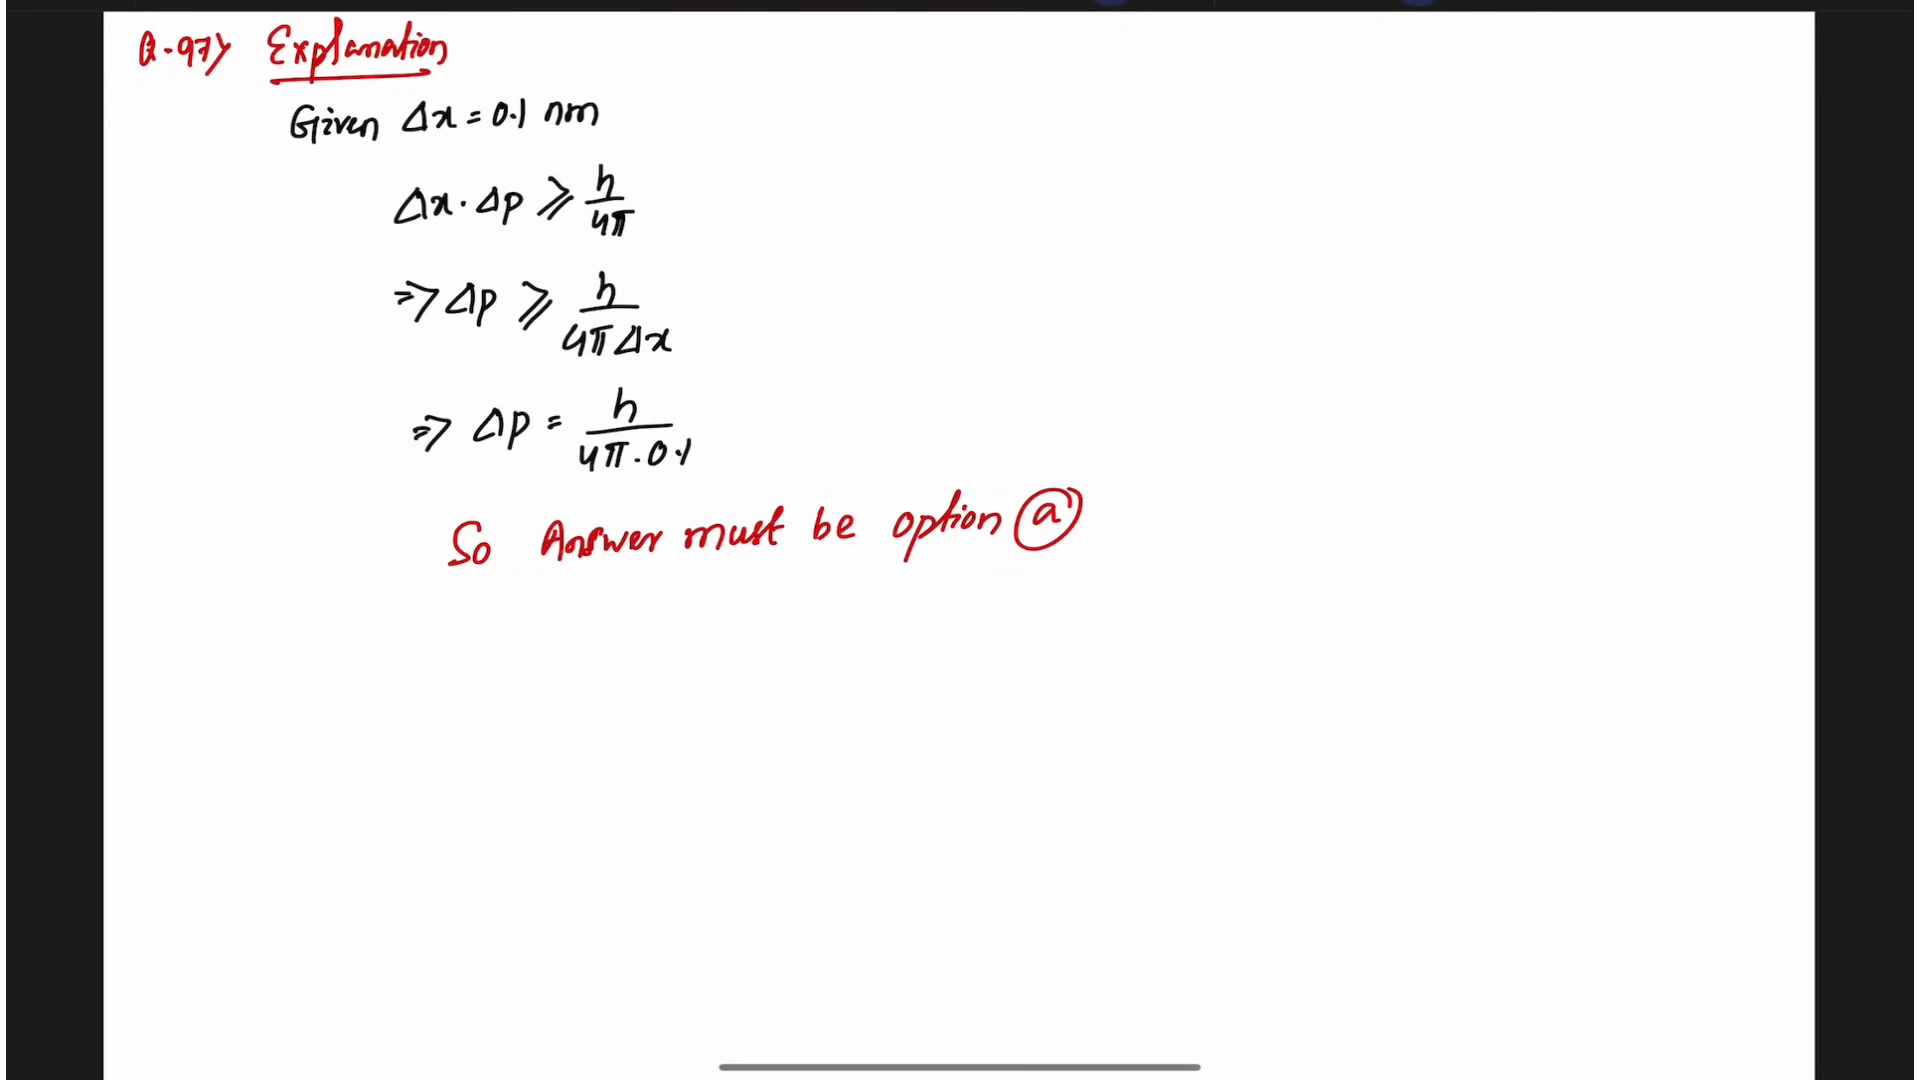 Q-97) Explanation
Given Δx = 0.1 nm
Δx · Δp ⩾ h/4π
⇒ Δp ⩾ h/4πΔx
⇒ Δp = h/4π.0.1
So Answer must be option (a)